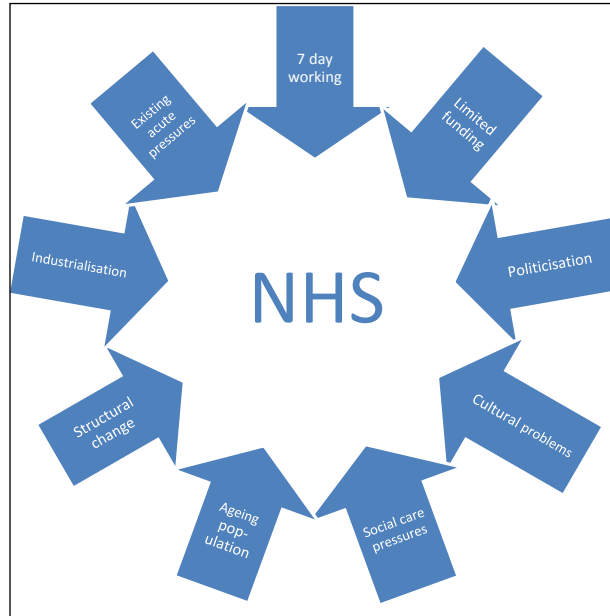 7 day
working
Limited
funding
Politicisation
Cultural problems
Social care
pressures
Ageing
pop-
ulation
Structural
change
Industrialisation
Existing
acute
pressures
NHS